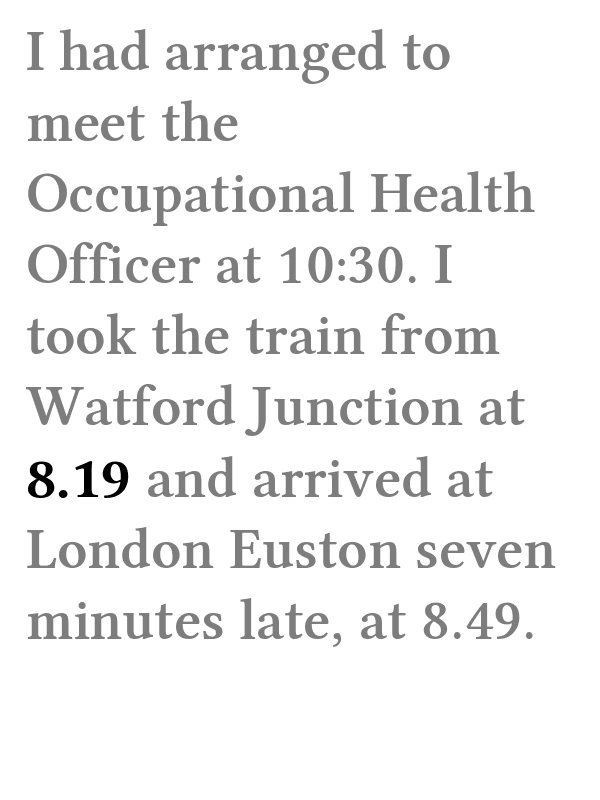 I had arranged to
meet the
Occupational Health
Officer at 10:30. I
took the train from
Watford Junction at
8.19 and arrived at
London Euston seven
minutes late, at 8.49.